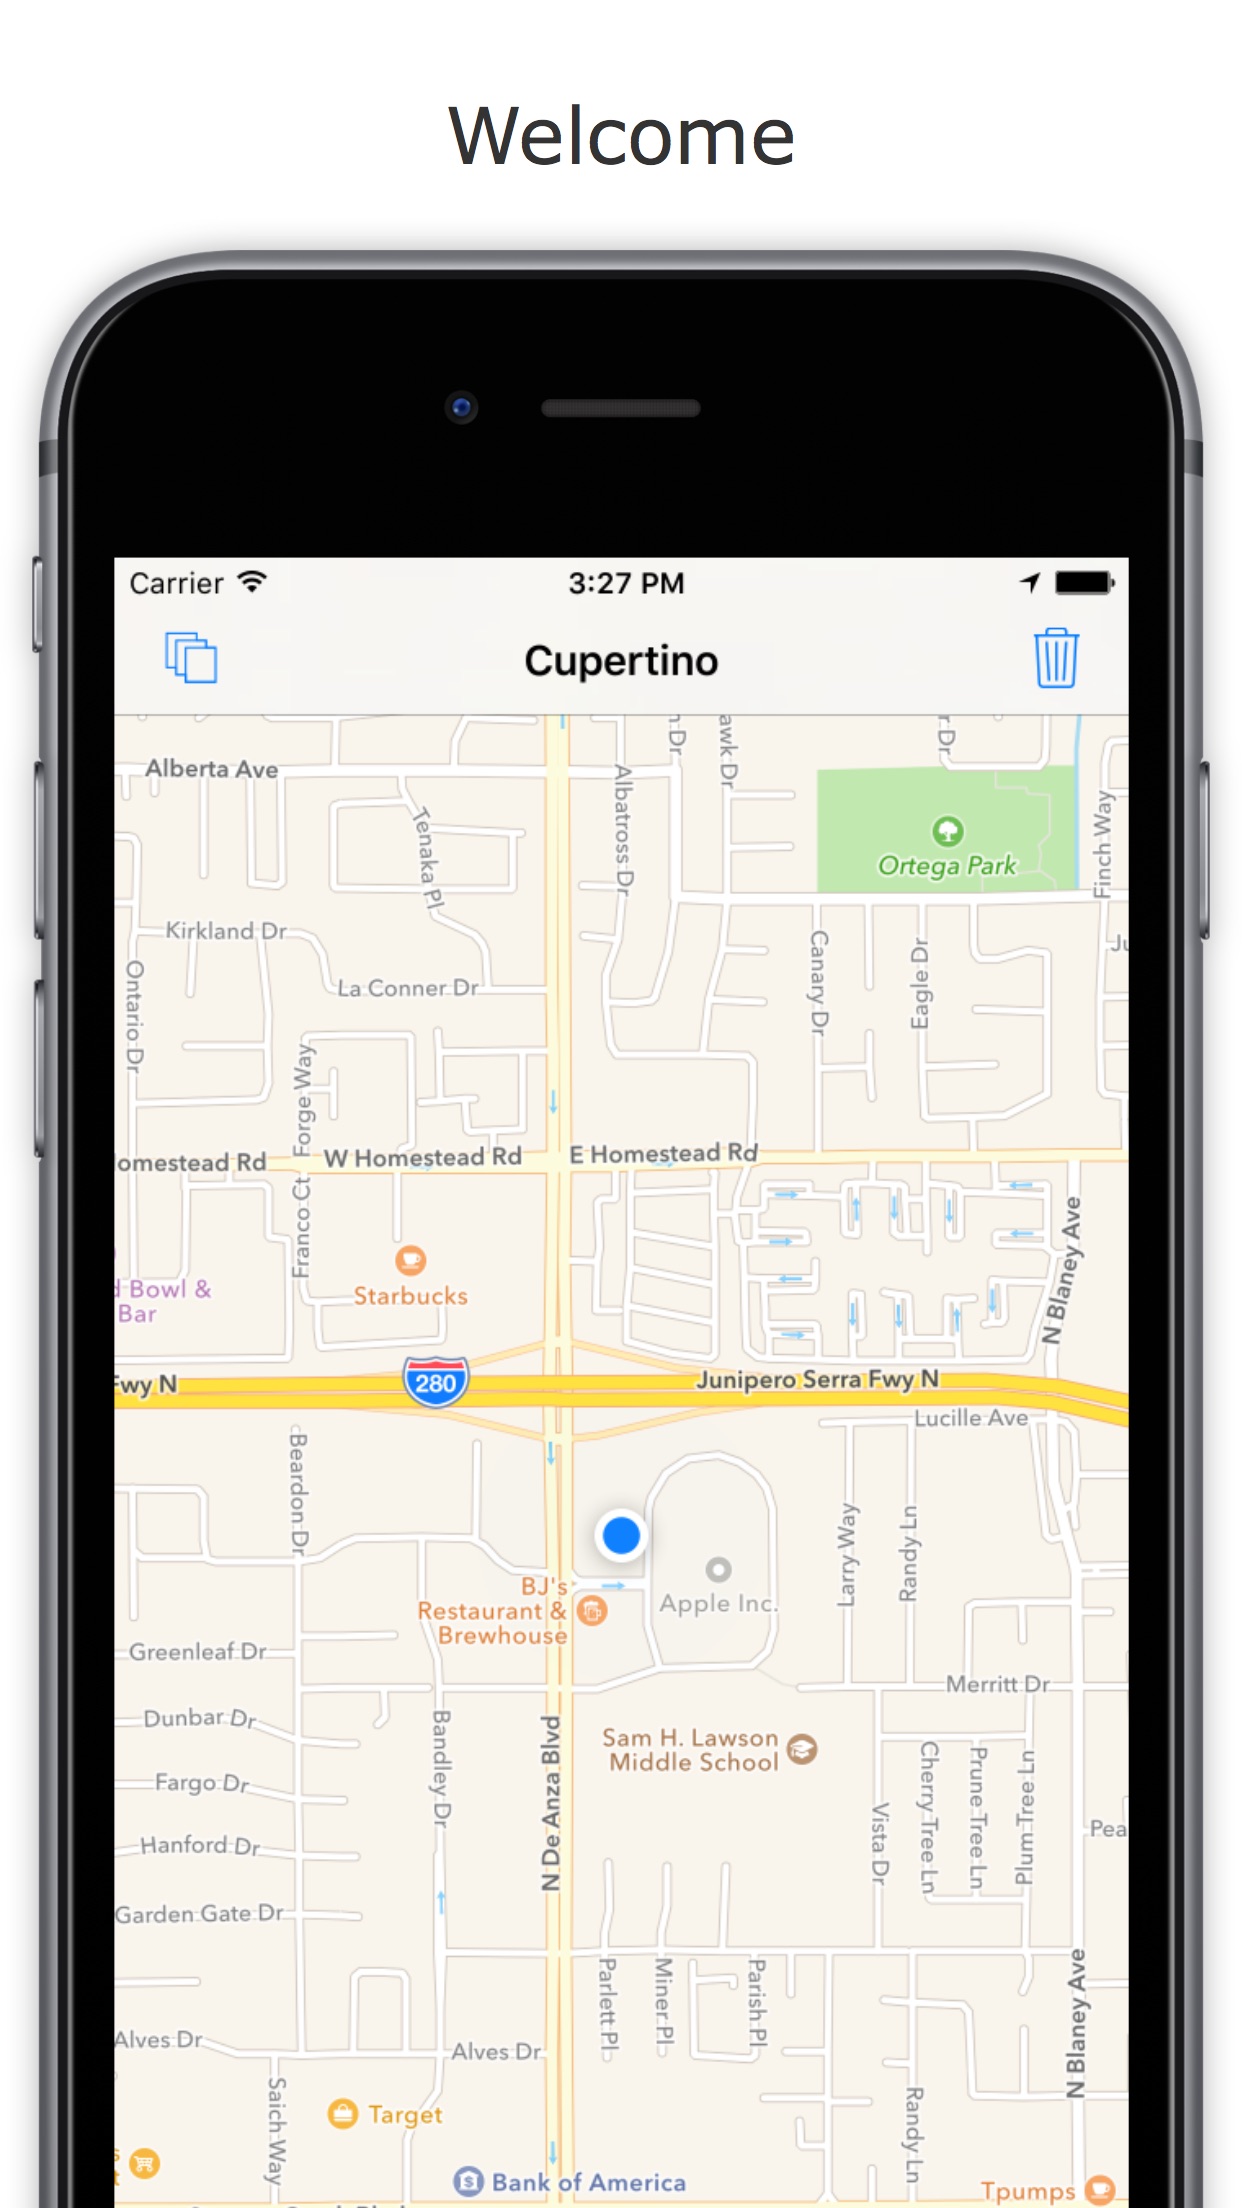 Welcome
Carrier
3:27 PM
Cupertino
Alberta Ave
Tenaka Pl
Albatross Dr
Dr
Dr
Finch Way
Ortega Park
Kirkland Dr
Ontario Dr
La Conner Dr
Canary Dr
Eagle Dr
Forge Way
Franco Ct
omestead Rd
W Homestead Rd
E Homestead Rd
N Blaney Ave
Bowl &
Bar
Starbucks
Fwy N
280
Junipero Serra Fwy N
Lucille Ave
Beardon Dr
Larry Way
Randy Ln
BJ's
Restaurant &
Brewhouse
Apple Inc.
Greenleaf Dr
Merritt Dr
Dunbar Dr
Bandley Dr
N De Anza Blvd
Sam H. Lawson
Middle School
Fargo Dr
Cherry Tree Ln
Prune Tree Ln
Plum Tree Ln
Vista Dr
Pea
Hanford Dr
Garden Gate Dr
Parlett Pl
Miner Pl
Parish Pl
N Blaney Ave
Alves Dr
Alves Dr
Saich Way
Target
Randy Ln
Bank of America
Tpumps